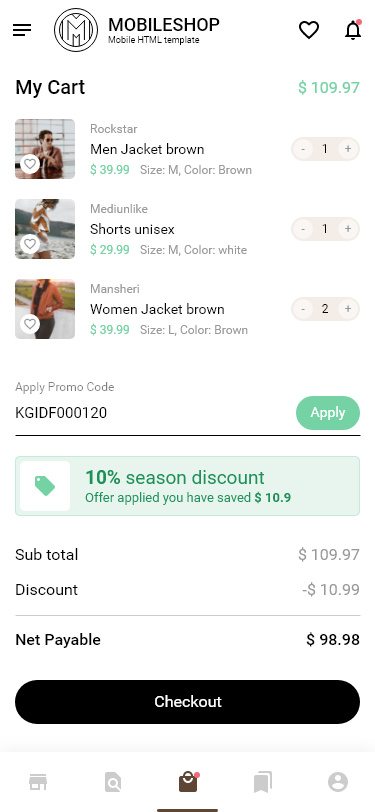 MOBILESHOP
Mobile HTML template
My Cart
$ 109.97
Rockstar
Men Jacket brown
$ 39.99 Size: M, Color: Brown
- 1 +
Mediunlike
Shorts unisex
$ 29.99 Size: M, Color: white
- 1 +
Mansheri
Women Jacket brown
$ 39.99 Size: L, Color: Brown
- 2 +
Apply Promo Code
KGIDF000120
Apply
10% season discount
Offer applied you have saved $ 10.9
Sub total $ 109.97
Discount -$ 10.99
Net Payable $ 98.98
Checkout